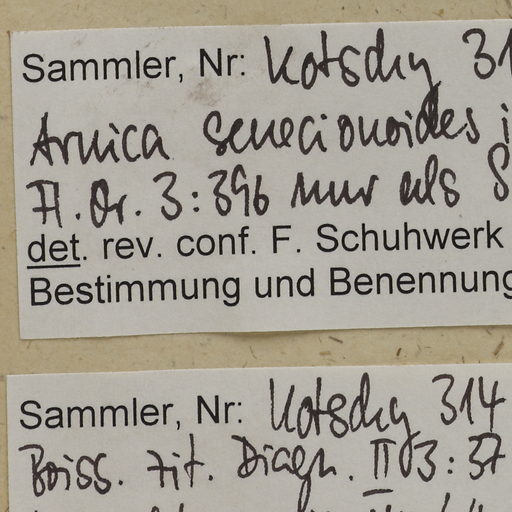 Sammler, Nr: Kotschy 31
Arnica senecionoides i
Fl. Or. 3:396 nur als S
det. rev. conf. F. Schuhwerk
Bestimmung und Benennung
Sammler, Nr: Kotschy 314
Boiss. zit. Diagn. II 3:37